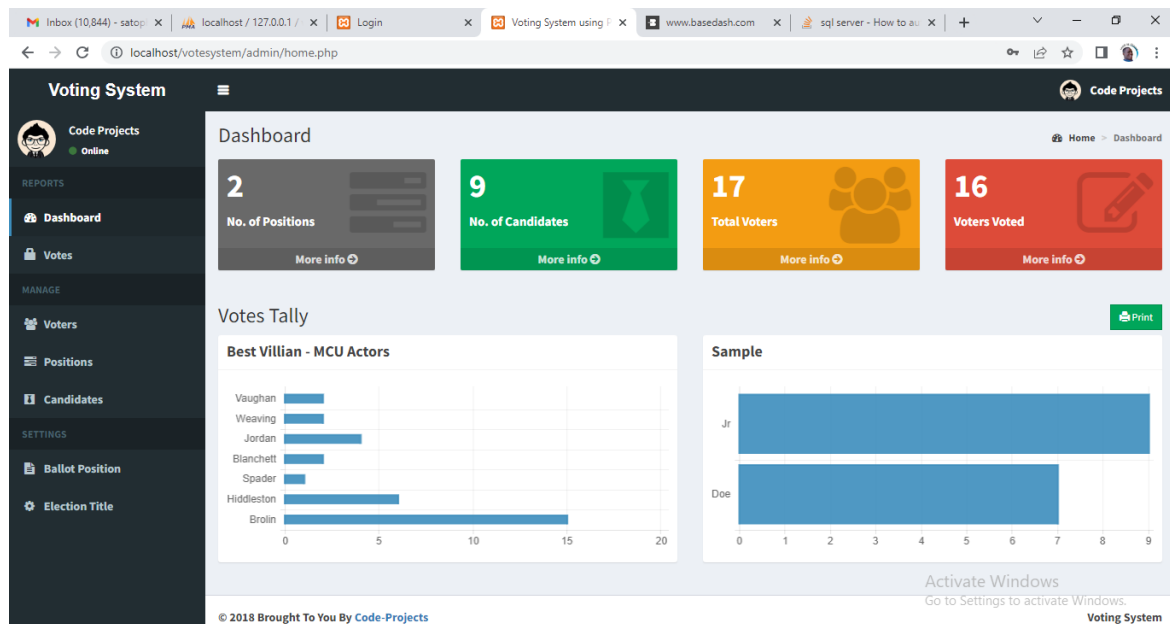 Inbox (10,844) - satop
localhost / 127.0.0.1 /
Login
Voting System using P
www.basedash.com
sql server - How to au
localhost/votesystem/admin/home.php
Voting System
Code Projects
Code Projects
Online
REPORTS
Dashboard
Votes
MANAGE
Voters
Positions
Candidates
SETTINGS
Ballot Position
Election Title
Dashboard
Home > Dashboard
2
No. of Positions
More info
9
No. of Candidates
More info
17
Total Voters
More info
16
Voters Voted
More info
Votes Tally
Print
Best Villian - MCU Actors
Vaughan
Weaving
Jordan
Blanchett
Spader
Hiddleston
Brolin
0 5 10 15 20
Sample
Jr
Doe
0 1 2 3 4 5 6 7 8 9
Activate Windows
Go to Settings to activate Windows.
© 2018 Brought To You By Code-Projects
Voting System